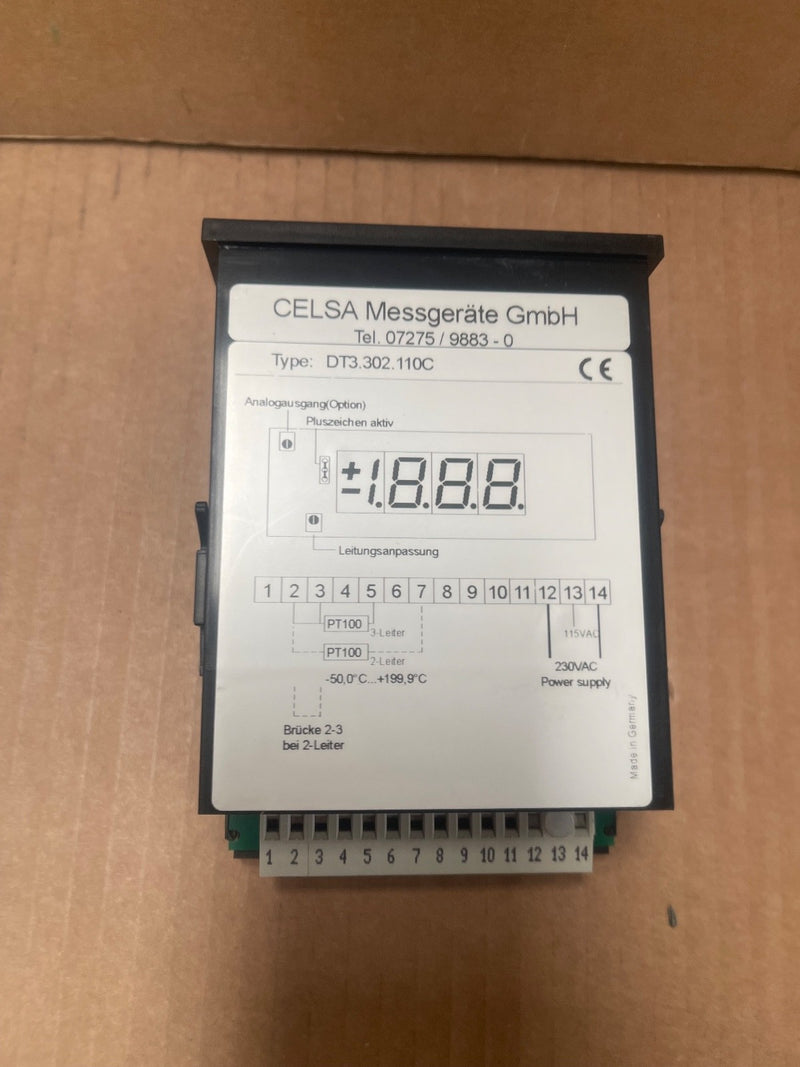 CELSA Messgeräte GmbH
Tel. 07275 / 9883 - 0
Type: DT3.302.110C
CE
Analogausgang(Option)
Pluszeichen aktiv
±1.8.8.8.
Leitungsanpassung
1 2 3 4 5 6 7 8 9 10 11 12 13 14
PT100
3-Leiter
115VAC
PT100
2-Leiter
230VAC
Power supply
-50,0°C...+199,9°C
Brücke 2-3
bei 2-Leiter
Made in Germany
1 2 3 4 5 6 7 8 9 10 11 12 13 14